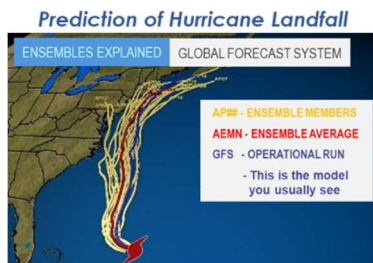 Prediction of Hurricane Landfall
ENSEMBLES EXPLAINED GLOBAL FORECAST SYSTEM
AP## - ENSEMBLE MEMBERS
AEMN - ENSEMBLE AVERAGE
GFS - OPERATIONAL RUN
- This is the model
you usually see